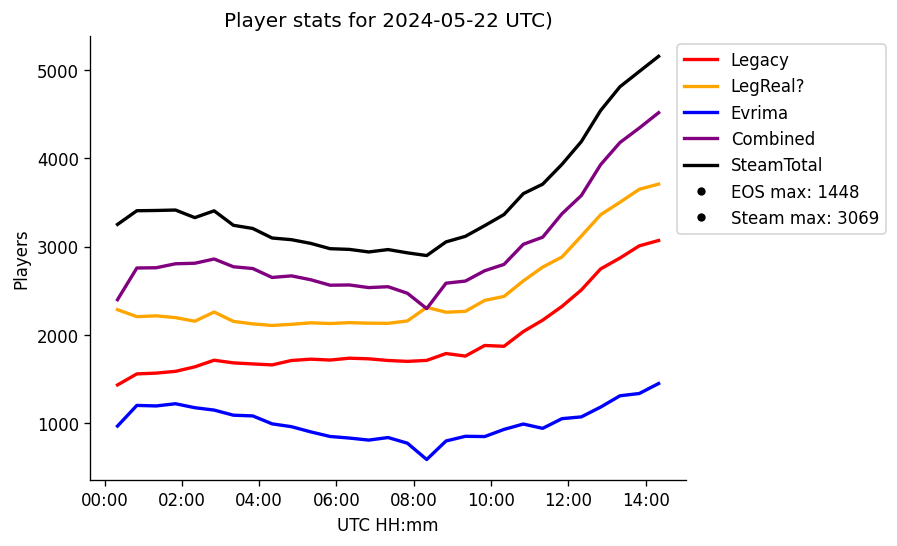 Player stats for 2024-05-22 UTC)
5000
4000
3000
2000
1000
Players
00:00 02:00 04:00 06:00 08:00 10:00 12:00 14:00
UTC HH:mm
Legacy
LegReal?
Evrima
Combined
SteamTotal
EOS max: 1448
Steam max: 3069